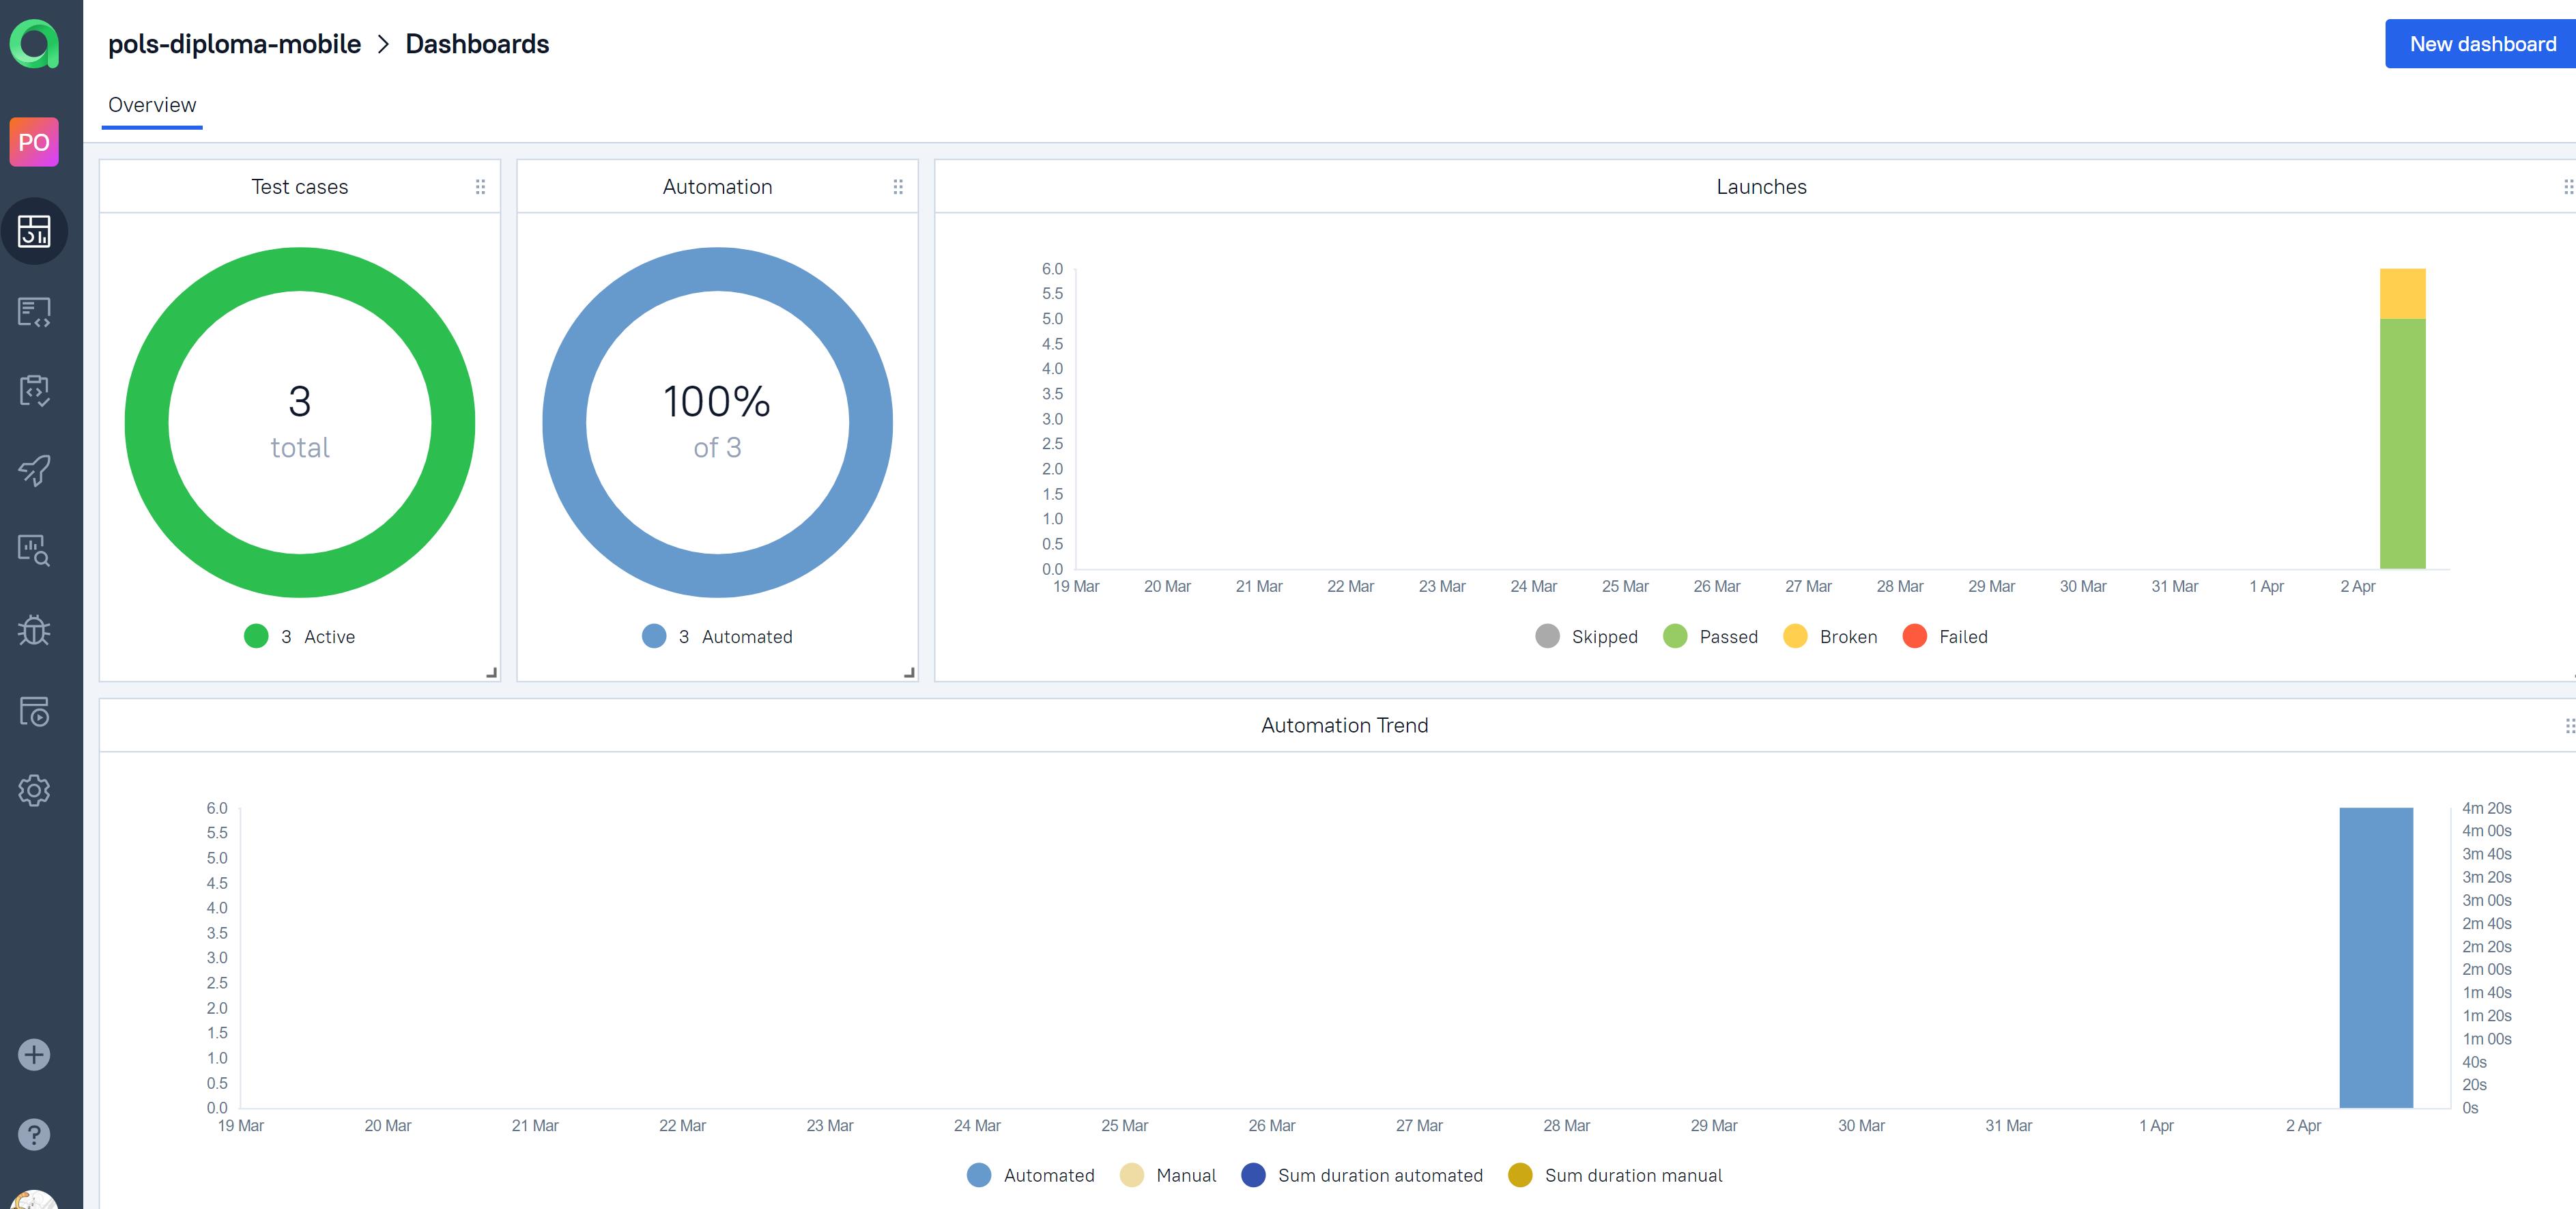 pols-diploma-mobile > Dashboards
New dashboard
Overview
PO
Test cases
3
total
3 Active
Automation
100%
of 3
3 Automated
Launches
6.0
5.5
5.0
4.5
4.0
3.5
3.0
2.5
2.0
1.5
1.0
0.5
0.0
19 Mar 20 Mar 21 Mar 22 Mar 23 Mar 24 Mar 25 Mar 26 Mar 27 Mar 28 Mar 29 Mar 30 Mar 31 Mar 1 Apr 2 Apr
Skipped Passed Broken Failed
Automation Trend
6.0
5.5
5.0
4.5
4.0
3.5
3.0
2.5
2.0
1.5
1.0
0.5
0.0
4m 20s
4m 00s
3m 40s
3m 20s
3m 00s
2m 40s
2m 20s
2m 00s
1m 40s
1m 20s
1m 00s
40s
20s
0s
19 Mar 20 Mar 21 Mar 22 Mar 23 Mar 24 Mar 25 Mar 26 Mar 27 Mar 28 Mar 29 Mar 30 Mar 31 Mar 1 Apr 2 Apr
Automated Manual Sum duration automated Sum duration manual